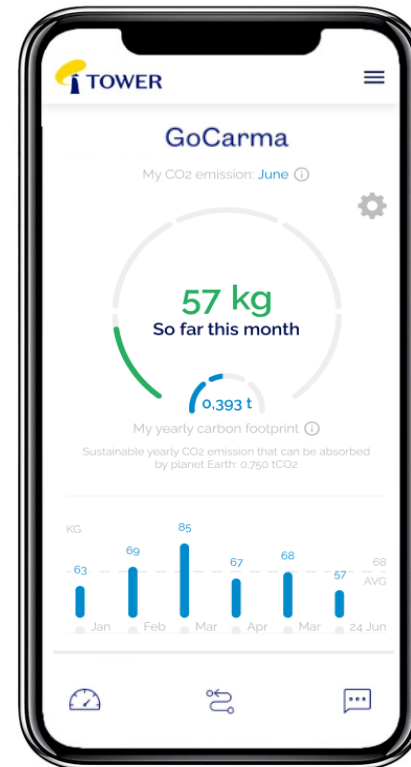 TOWER
GoCarma
My CO2 emission: June
57 kg
So far this month
0,393 t
My yearly carbon footprint
Sustainable yearly CO2 emission that can be absorbed
by planet Earth: 0,750 tCO2
KG
63
69
85
67
68
57
68
AVG
Jan
Feb
Mar
Apr
Mar
24 Jun